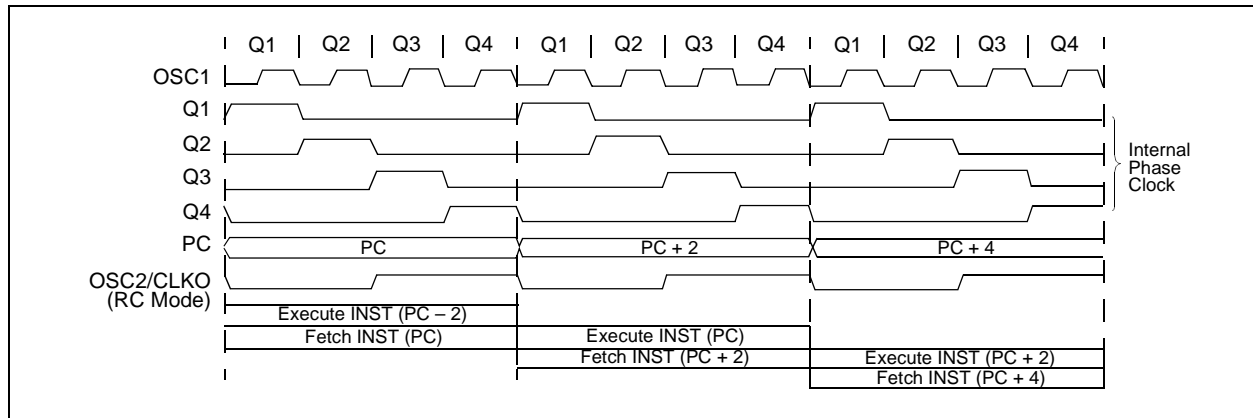 Q1 Q2 Q3 Q4 Q1 Q2 Q3 Q4 Q1 Q2 Q3 Q4
OSC1
Q1
Q2
Q3
Q4
Internal
Phase
Clock
PC PC PC + 2 PC + 4
OSC2/CLKO
(RC Mode)
Execute INST (PC – 2)
Fetch INST (PC) Execute INST (PC)
Fetch INST (PC + 2) Execute INST (PC + 2)
Fetch INST (PC + 4)